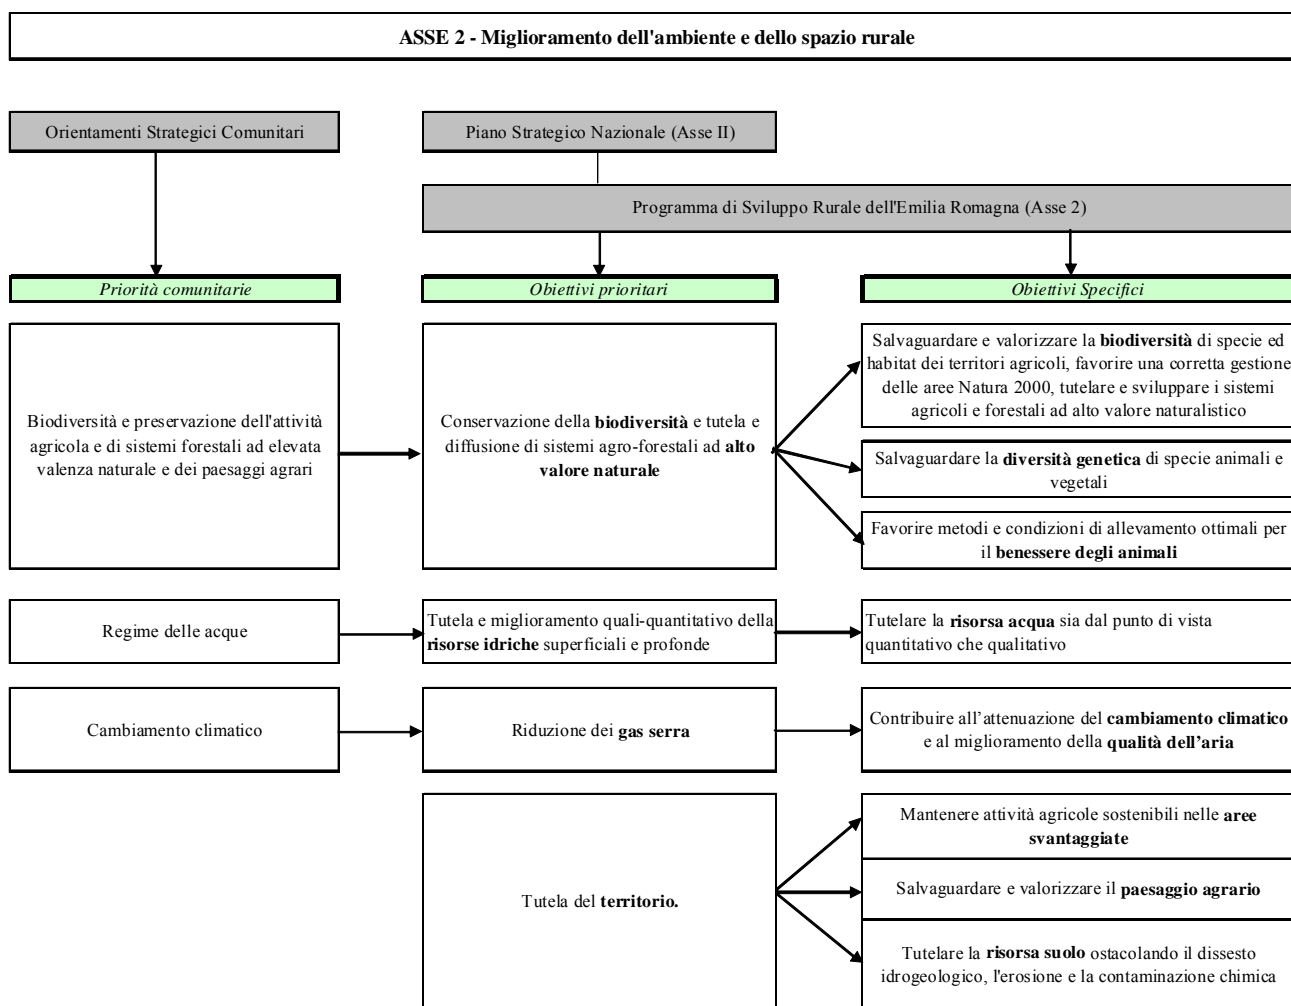 ASSE 2 - Miglioramento dell'ambiente e dello spazio rurale
Orientamenti Strategici Comunitari
Piano Strategico Nazionale (Asse II)
Programma di Sviluppo Rurale dell'Emilia Romagna (Asse 2)
Priorità comunitarie
Obiettivi prioritari
Obiettivi Specifici
Biodiversità e preservazione dell'attività
agricola e di sistemi forestali ad elevata
valenza naturale e dei paesaggi agrari
Conservazione della biodiversità e tutela e
diffusione di sistemi agro-forestali ad alto
valore naturale
Salvaguardare e valorizzare la biodiversità di specie ed
habitat dei territori agricoli, favorire una corretta gestione
delle aree Natura 2000, tutelare e sviluppare i sistemi
agricoli e forestali ad alto valore naturalistico
Salvaguardare la diversità genetica di specie animali e
vegetali
Favorire metodi e condizioni di allevamento ottimali per
il benessere degli animali
Regime delle acque
Tutela e miglioramento quali-quantitativo della
risorse idriche superficiali e profonde
Tutelare la risorsa acqua sia dal punto di vista
quantitativo che qualitativo
Cambiamento climatico
Riduzione dei gas serra
Contribuire all’attenuazione del cambiamento climatico
e al miglioramento della qualità dell’aria
Tutela del territorio.
Mantenere attività agricole sostenibili nelle aree
svantaggiate
Salvaguardare e valorizzare il paesaggio agrario
Tutelare la risorsa suolo ostacolando il dissesto
idrogeologico, l'erosione e la contaminazione chimica